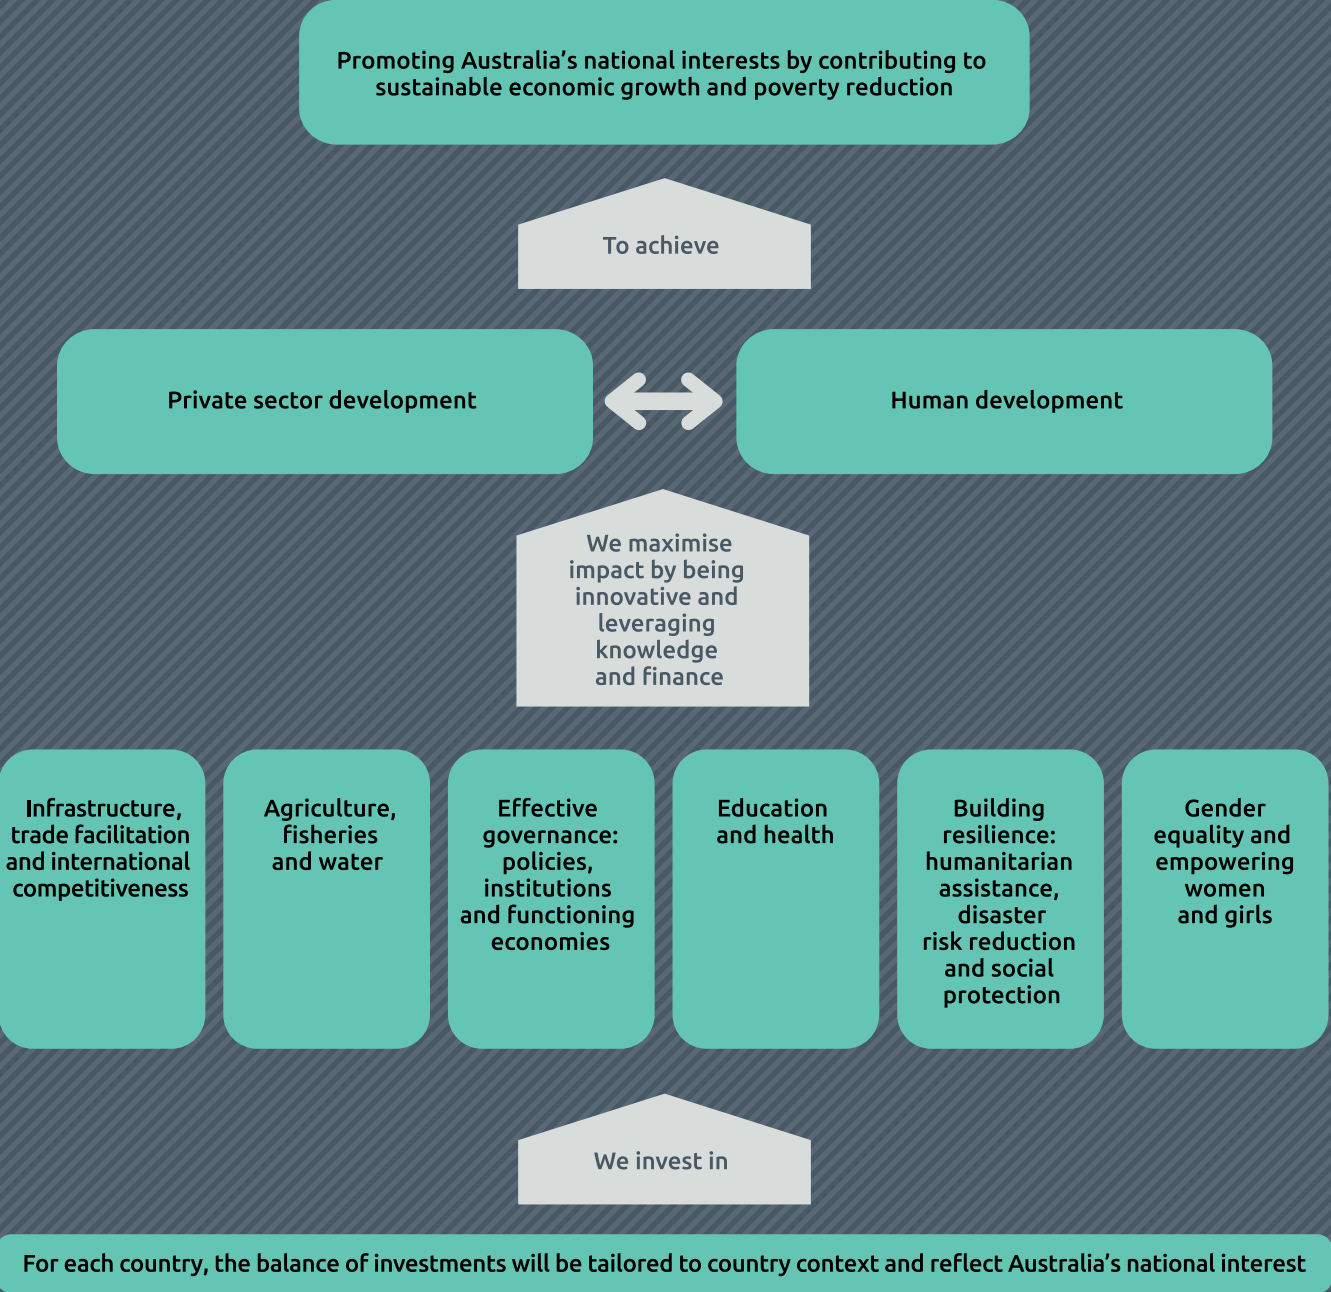 Promoting Australia’s national interests by contributing to
sustainable economic growth and poverty reduction
To achieve
Private sector development
Human development
We maximise
impact by being
innovative and
leveraging
knowledge
and finance
Infrastructure,
trade facilitation
and international
competitiveness
Agriculture,
fisheries
and water
Effective
governance:
policies,
institutions
and functioning
economies
Education
and health
Building
resilience:
humanitarian
assistance,
disaster
risk reduction
and social
protection
Gender
equality and
empowering
women
and girls
We invest in
For each country, the balance of investments will be tailored to country context and reflect Australia’s national interest